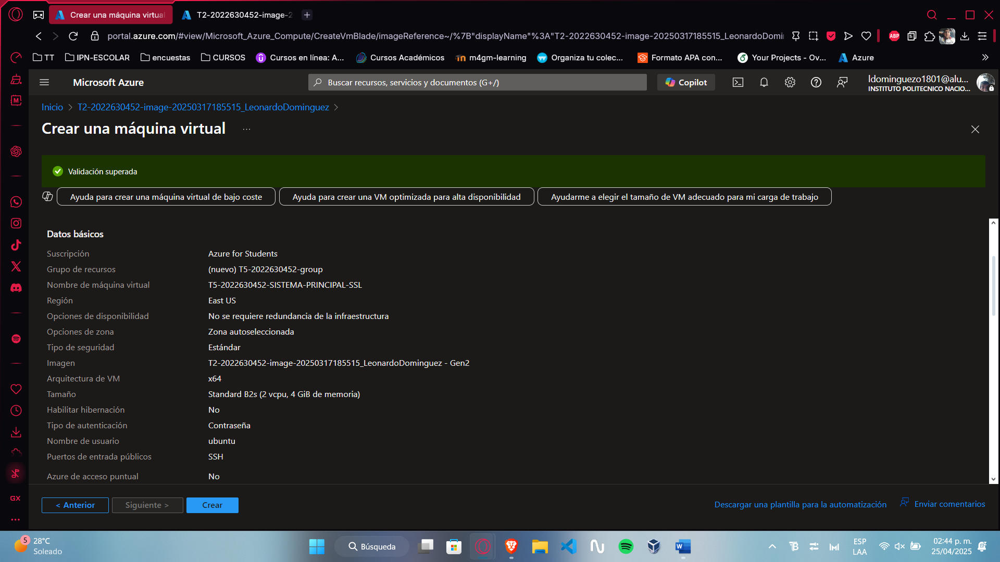 Crear una máquina virtual
T2-2022630452-image-2
portal.azure.com/#view/Microsoft_Azure_Compute/CreateVmBlade/imageReference~/%7B"displayName"%3A"T2-2022630452-image-20250317185515_LeonardoDomi
ABP
TT
IPN-ESCOLAR
encuestas
CURSOS
Cursos en línea: A...
Cursos Académicos
m4gm-learning
Organiza tu colec...
Formato APA con...
Your Projects - Ov...
Azure
Microsoft Azure
Buscar recursos, servicios y documentos (G+/)
Copilot
ldominguezo1801@alu...
INSTITUTO POLITECNICO NACIO...
Inicio > T2-2022630452-image-20250317185515_LeonardoDominguez >
Crear una máquina virtual ...
Validación superada
Ayuda para crear una máquina virtual de bajo coste
Ayuda para crear una VM optimizada para alta disponibilidad
Ayudarme a elegir el tamaño de VM adecuado para mi carga de trabajo
Datos básicos
Suscripción Azure for Students
Grupo de recursos (nuevo) T5-2022630452-group
Nombre de máquina virtual T5-2022630452-SISTEMA-PRINCIPAL-SSL
Región East US
Opciones de disponibilidad No se requiere redundancia de la infraestructura
Opciones de zona Zona autoseleccionada
Tipo de seguridad Estándar
Imagen T2-2022630452-image-20250317185515_LeonardoDominguez - Gen2
Arquitectura de VM x64
Tamaño Standard B2s (2 vcpu, 4 GiB de memoria)
Habilitar hibernación No
Tipo de autenticación Contraseña
Nombre de usuario ubuntu
Puertos de entrada públicos SSH
Azure de acceso puntual No
< Anterior
Siguiente >
Crear
Descargar una plantilla para la automatización
Enviar comentarios
GX
5
28°C
Soleado
Búsqueda
ESP
LAA
02:44 p. m.
25/04/2025